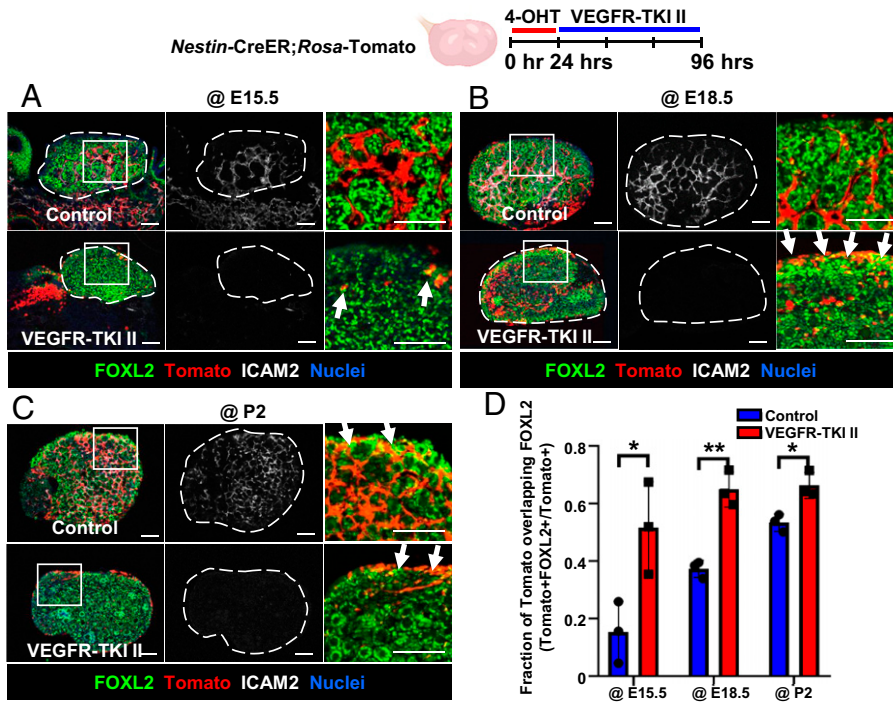 4-OHT VEGFR-TKI II
Nestin-CreER;Rosa-Tomato
0 hr 24 hrs 96 hrs
A
@ E15.5
Control
VEGFR-TKI II
FOXL2 Tomato ICAM2 Nuclei
B
@ E18.5
Control
VEGFR-TKI II
FOXL2 Tomato ICAM2 Nuclei
C
@ P2
Control
VEGFR-TKI II
FOXL2 Tomato ICAM2 Nuclei
D
Control
VEGFR-TKI II
Fraction of Tomato overlapping FOXL2
(Tomato+FOXL2+/Tomato+)
0.8
0.6
0.4
0.2
0
* ** *
@ E15.5 @ E18.5 @ P2